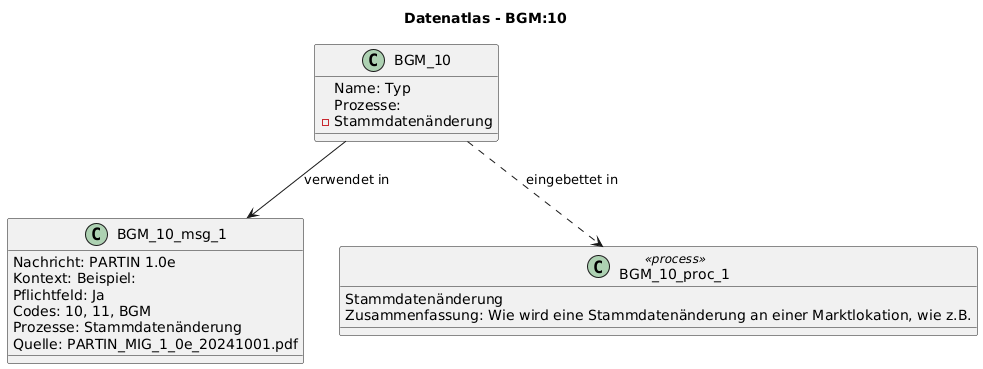 Datenatlas - BGM:10
C BGM_10
Name: Typ
Prozesse:
Stammdatenänderung
verwendet in
eingebettet in
C BGM_10_msg_1
Nachricht: PARTIN 1.0e
Kontext: Beispiel:
Pflichtfeld: Ja
Codes: 10, 11, BGM
Prozesse: Stammdatenänderung
Quelle: PARTIN_MIG_1_0e_20241001.pdf
«process»
C BGM_10_proc_1
Stammdatenänderung
Zusammenfassung: Wie wird eine Stammdatenänderung an einer Marktlokation, wie z.B.